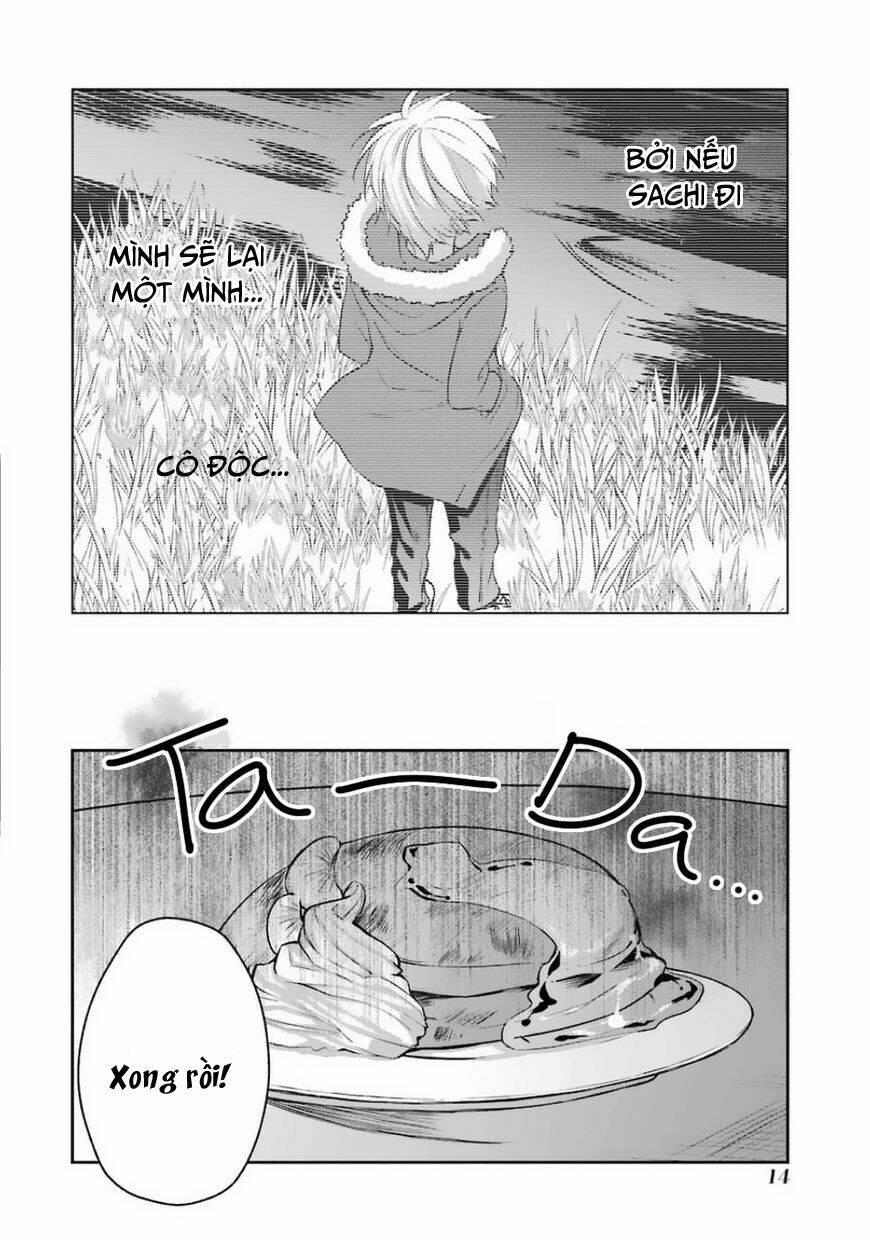 BỞI NẾU
SACHI ĐI
MÌNH SẼ LẠI
MỘT MÌNH...
CÔ ĐỘC...
Ta — Da...
Xong rồi!
14